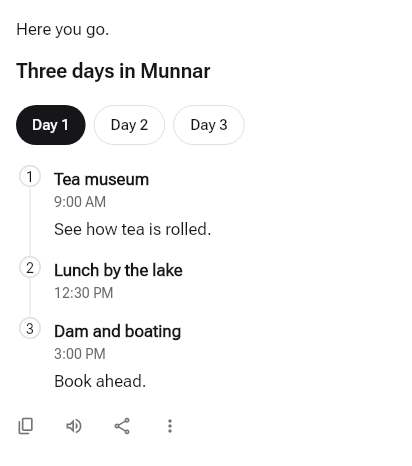 Here you go.
Three days in Munnar
Day 1 Day 2 Day 3
1 Tea museum
9:00 AM
See how tea is rolled.
2 Lunch by the lake
12:30 PM
3 Dam and boating
3:00 PM
Book ahead.